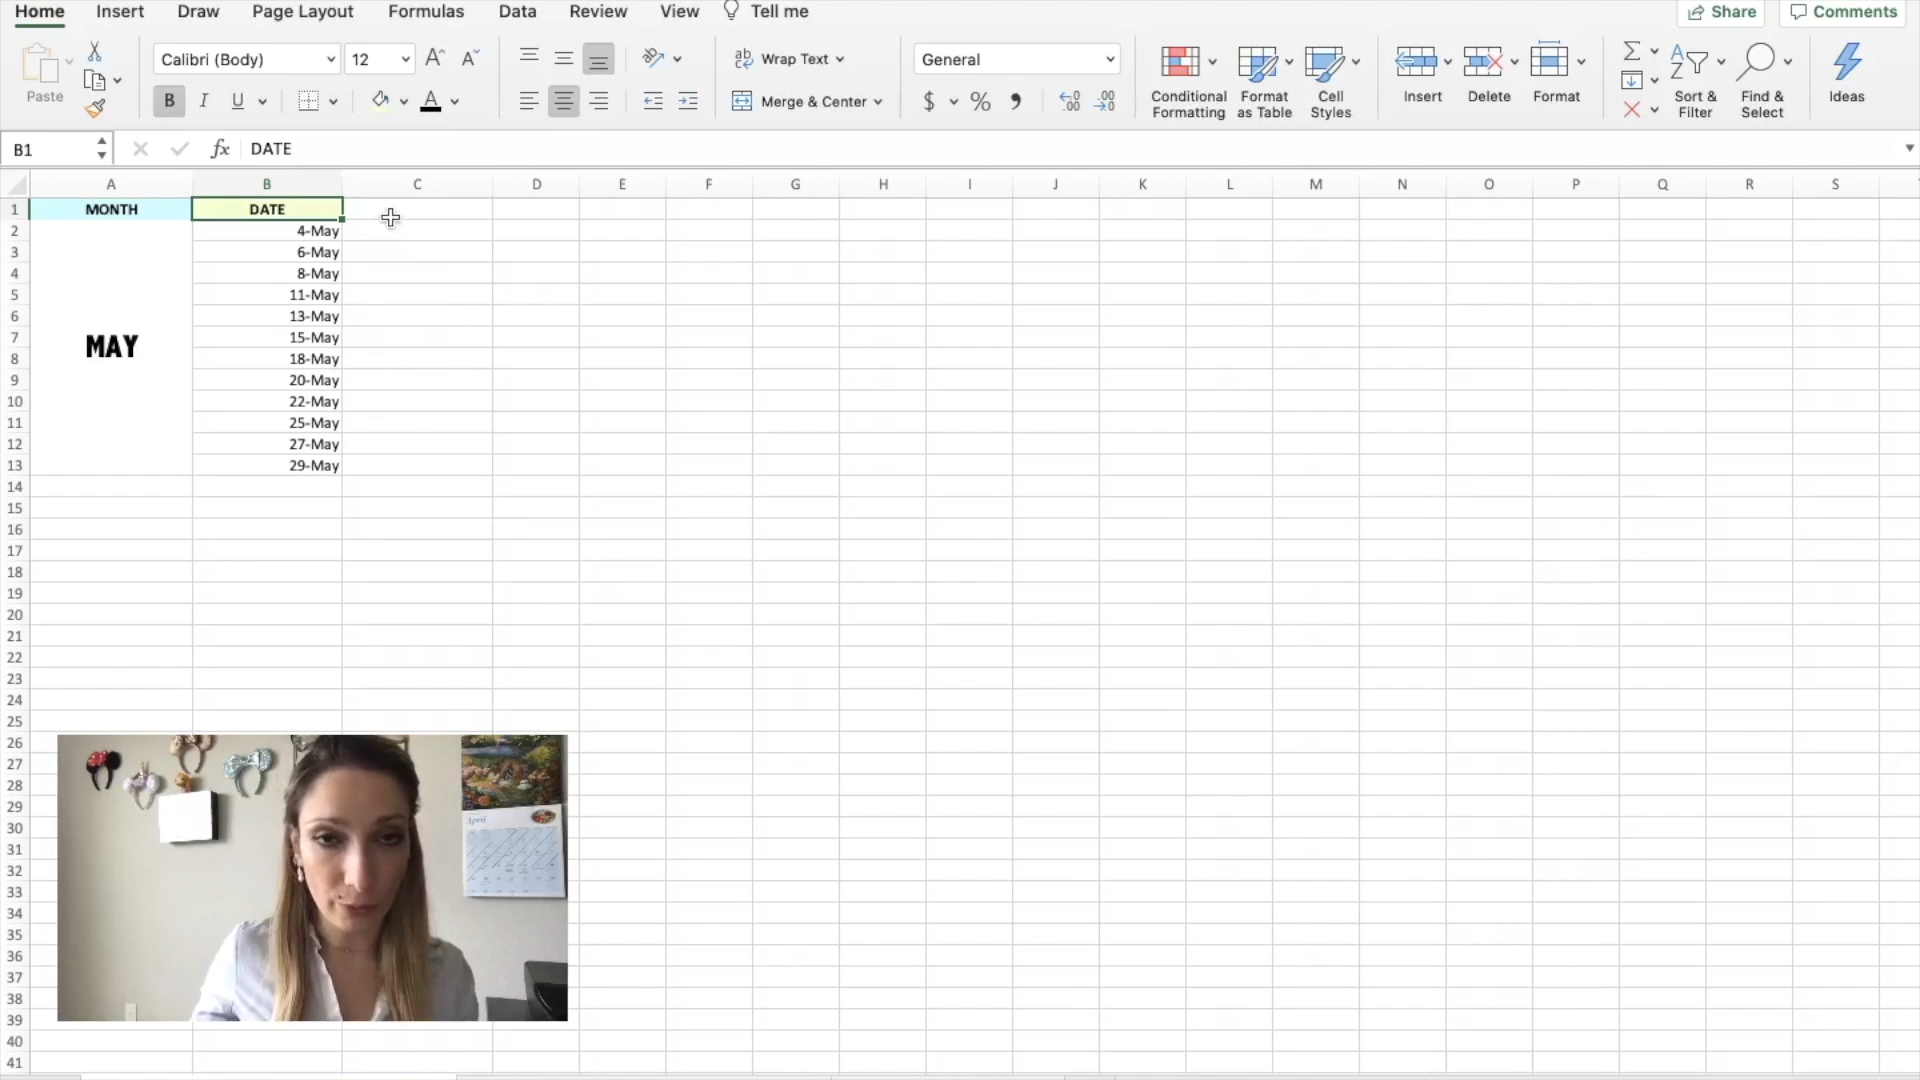 Home Insert Draw Page Layout Formulas Data Review View Tell me Share Comments
Paste
Calibri (Body) 12
B I U A
Wrap Text
Merge & Center
General
$ %
Conditional Formatting
Format as Table
Cell Styles
Insert
Delete
Format
Sort & Filter
Find & Select
Ideas
B1 fx DATE
A B C D E F G H I J K L M N O P Q R S
1 MONTH DATE
2 4-May
3 6-May
4 8-May
5 11-May
6 13-May
7 MAY 15-May
8 18-May
9 20-May
10 22-May
11 25-May
12 27-May
13 29-May
14
15
16
17
18
19
20
21
22
23
24
25
26
27
28
29
30
31
32
33
34
35
36
37
38
39
40
41
April